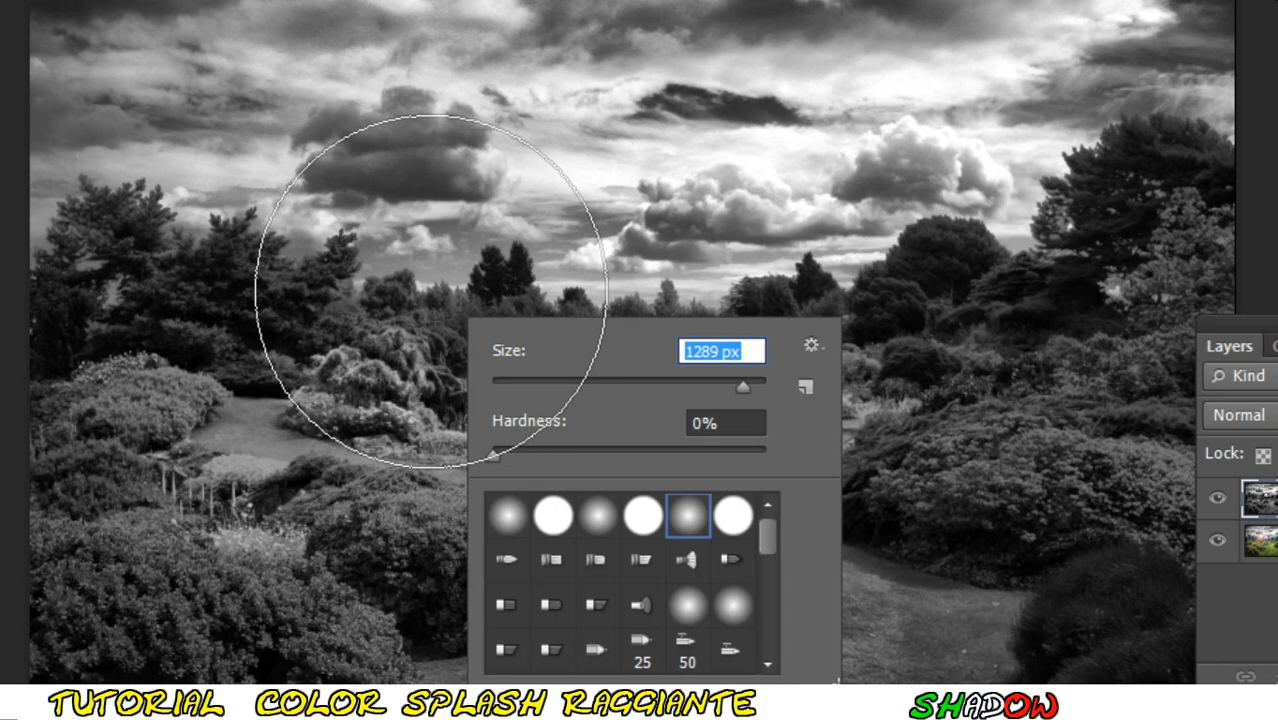 Size:
1289 px
Hardness:
0%
25
50
Layers
Kind
Normal
Lock:
TUTORIAL COLOR SPLASH RAGGIANTE
SHADOW